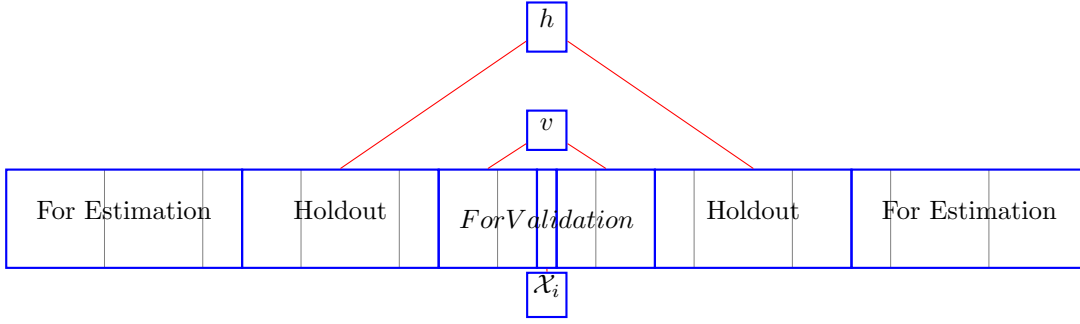 h
v
For Estimation Holdout ForValidation Holdout For Estimation
𝒳i